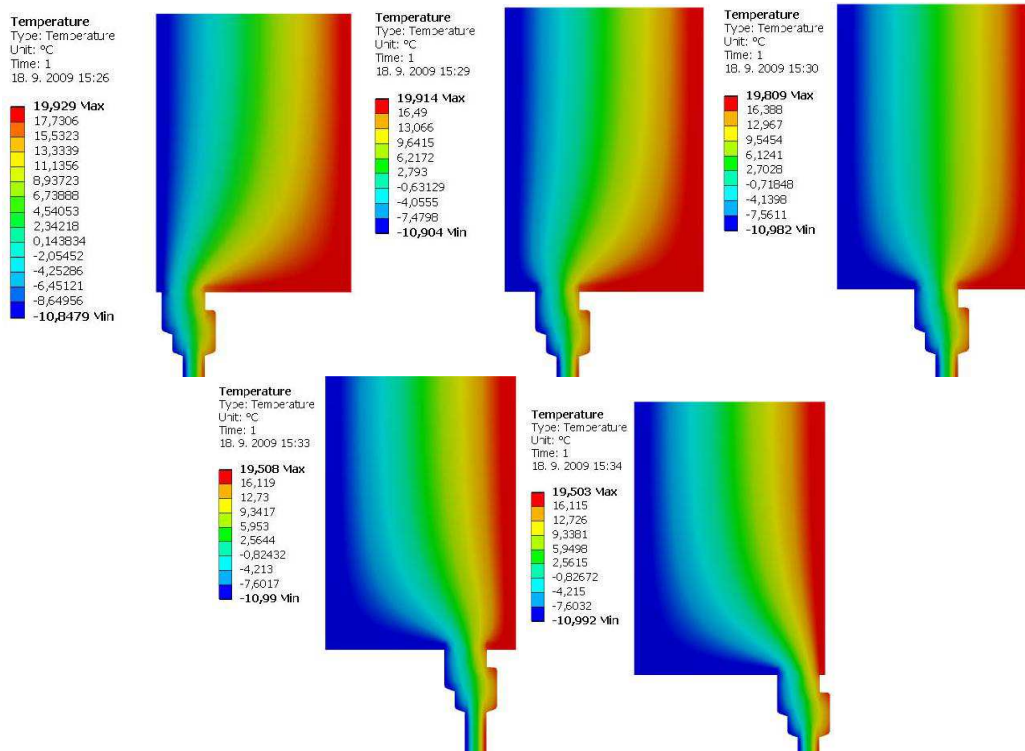 Temperature
Type: Temperature
Unit: °C
Time: 1
18. 9. 2009 15:26
19,929 Max
17,7306
15,5323
13,3339
11,1356
8,93723
6,73888
4,54053
2,34218
0,143834
-2,05452
-4,25286
-6,45121
-8,64956
-10,8479 Min
Temperature
Type: Temperature
Unit: °C
Time: 1
18. 9. 2009 15:29
19,914 Max
16,49
13,066
9,6415
6,2172
2,793
-0,63129
-4,0555
-7,4798
-10,904 Min
Temperature
Type: Temperature
Unit: °C
Time: 1
18. 9. 2009 15:30
19,809 Max
16,388
12,967
9,5454
6,1241
2,7028
-0,71848
-4,1398
-7,5611
-10,982 Min
Temperature
Type: Temperature
Unit: °C
Time: 1
18. 9. 2009 15:33
19,508 Max
16,119
12,73
9,3417
5,953
2,5644
-0,82432
-4,213
-7,6017
-10,99 Min
Temperature
Type: Temperature
Unit: °C
Time: 1
18. 9. 2009 15:34
19,503 Max
16,115
12,726
9,3381
5,9498
2,5615
-0,82672
-4,215
-7,6032
-10,992 Min